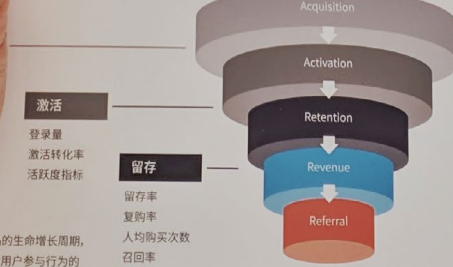 Acquisition
Activation
Retention
Revenue
Referral
激活
登录量
激活转化率
活跃度指标
留存
留存率
复购率
人均购买次数
召回率
的生命增长周期,
用户参与行为的